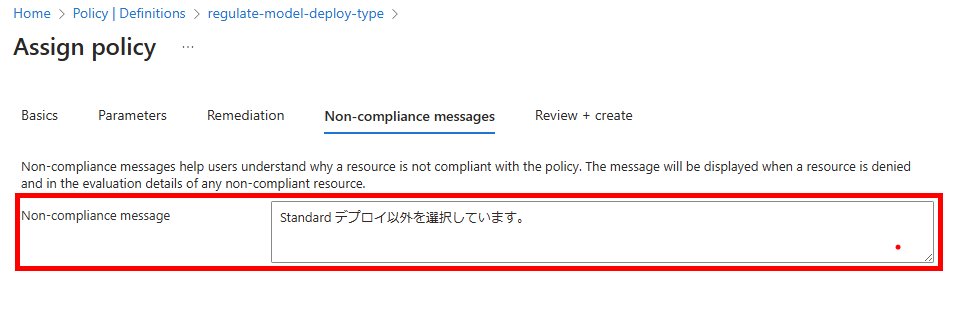 Home > Policy | Definitions > regulate-model-deploy-type >
Assign policy ...
Basics Parameters Remediation Non-compliance messages Review + create
Non-compliance messages help users understand why a resource is not compliant with the policy. The message will be displayed when a resource is denied
and in the evaluation details of any non-compliant resource.
Non-compliance message Standard デプロイ以外を選択しています。